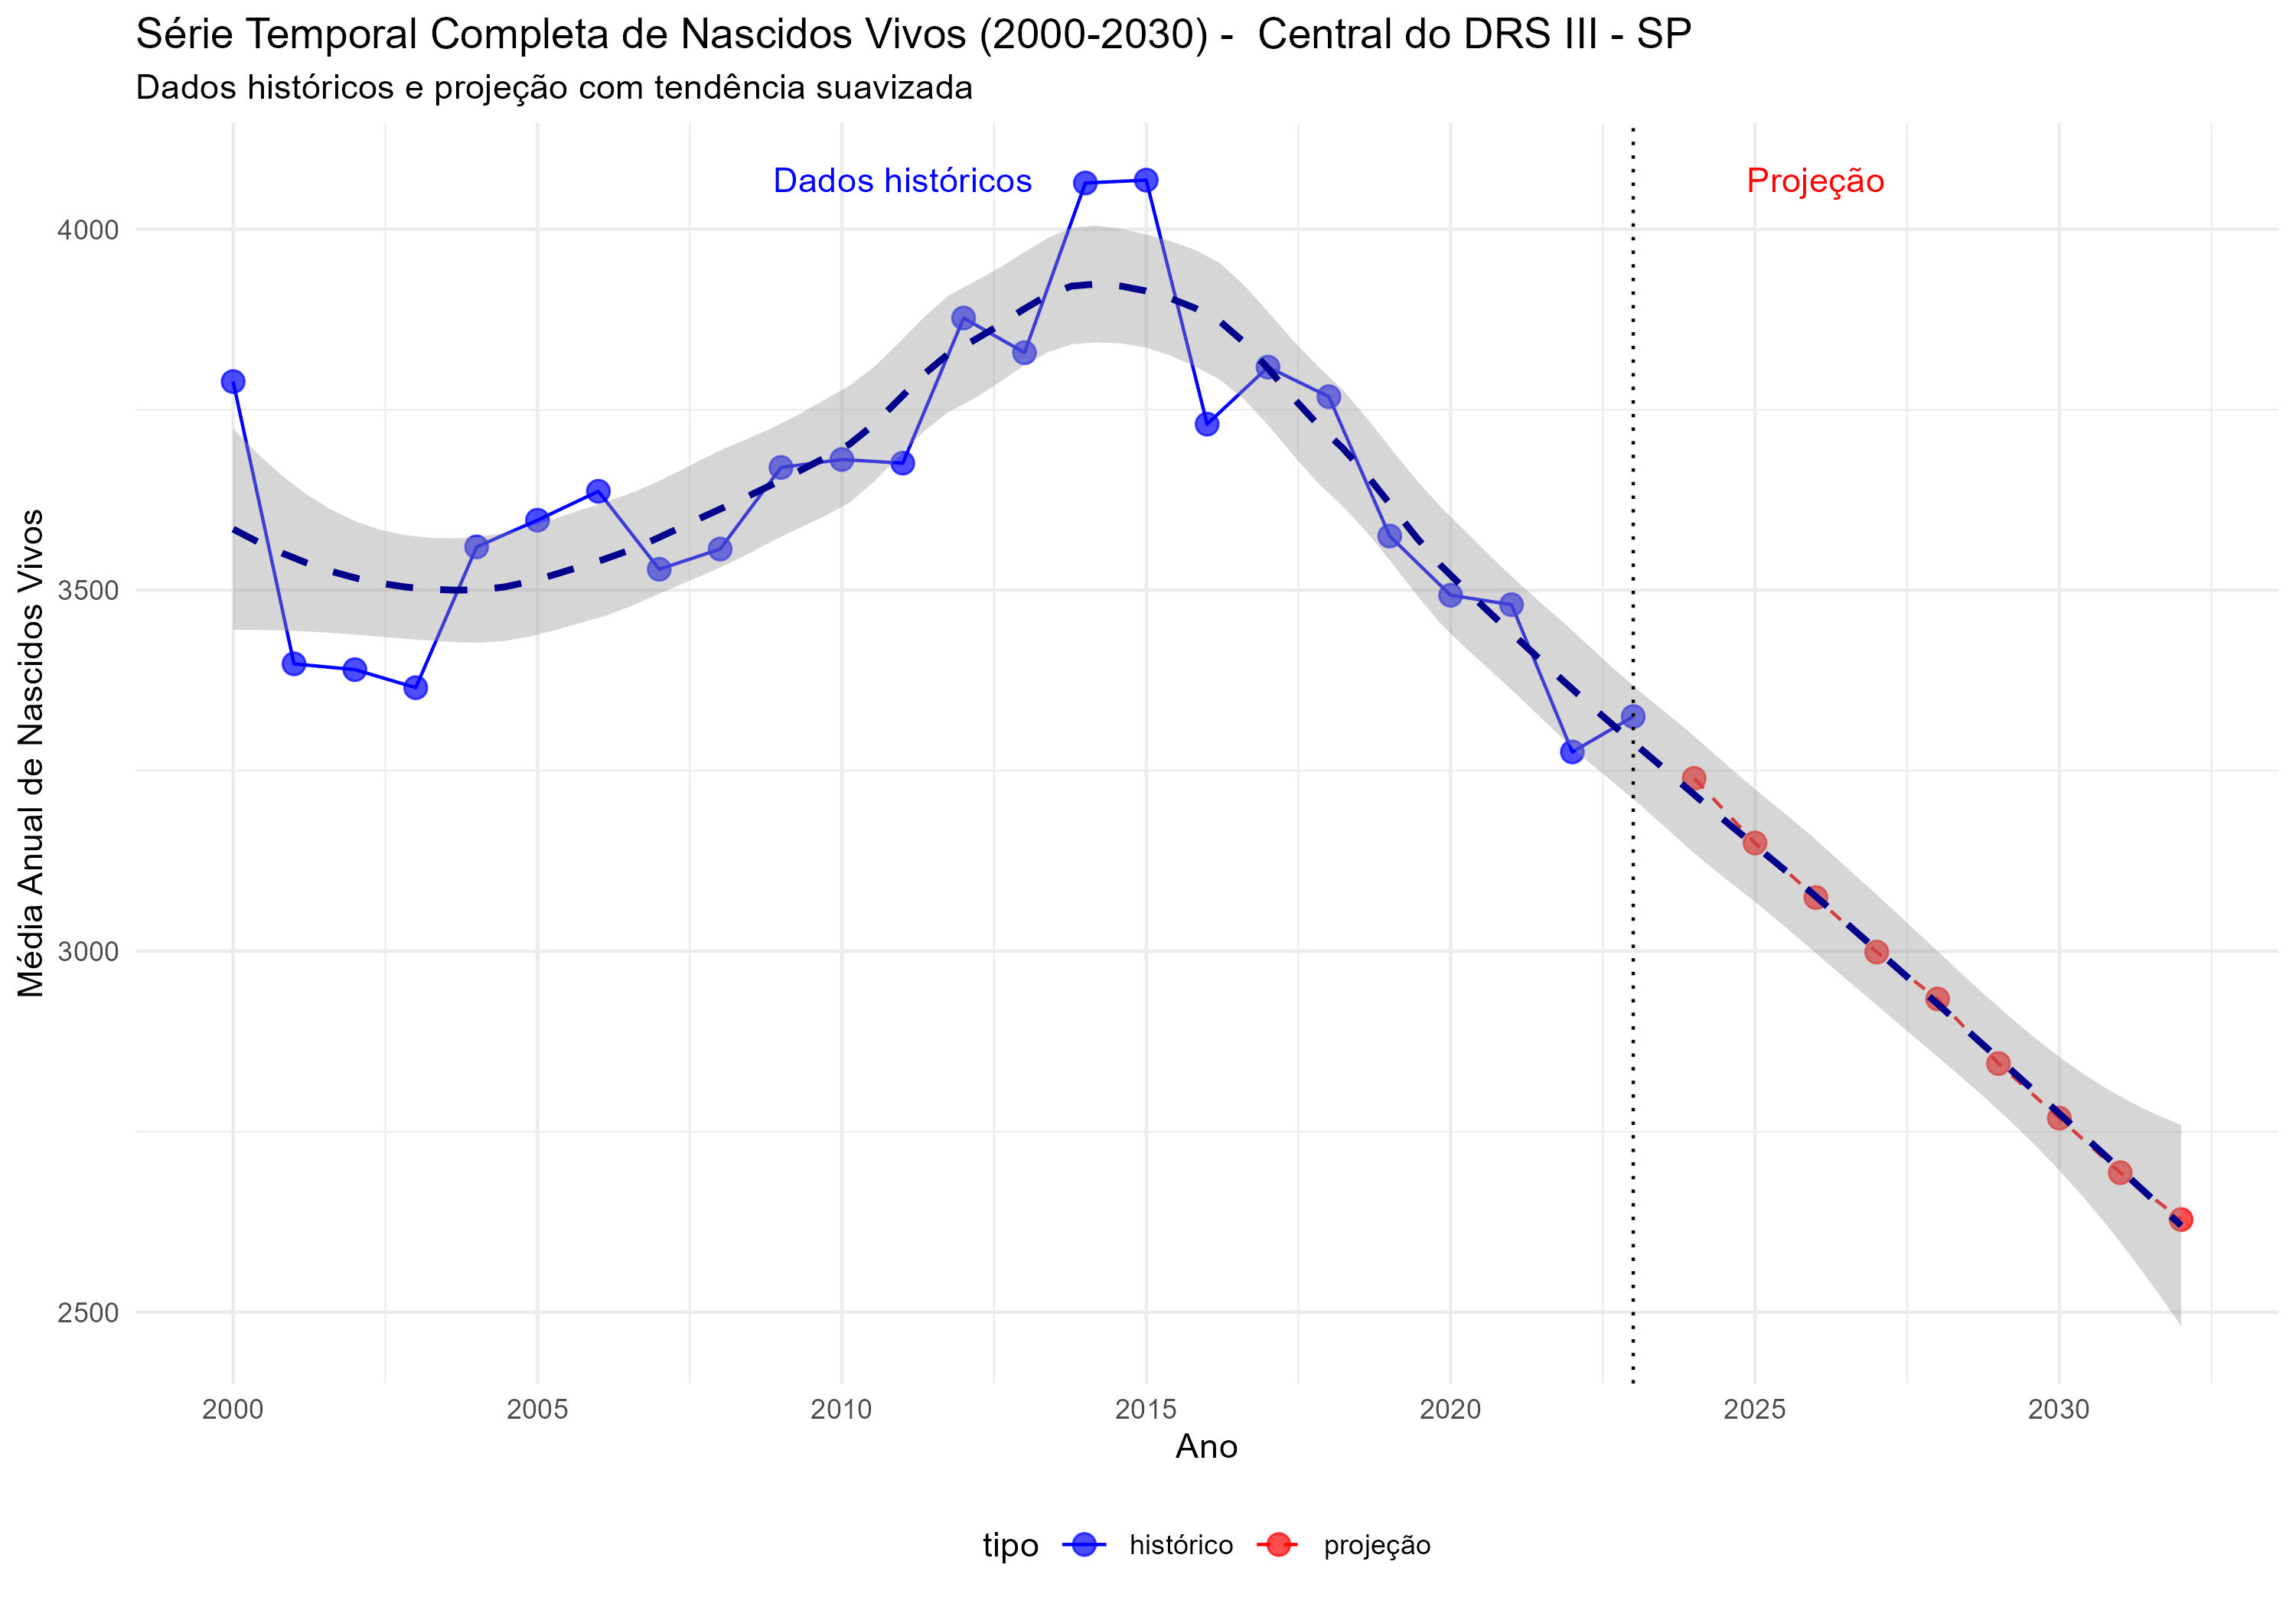 Série Temporal Completa de Nascidos Vivos (2000-2030) -  Central do DRS III - SP
Dados históricos e projeção com tendência suavizada
Dados históricos
Projeção
Média Anual de Nascidos Vivos
4000
3500
3000
2500
2000
2005
2010
2015
2020
2025
2030
Ano
tipo
histórico
projeção